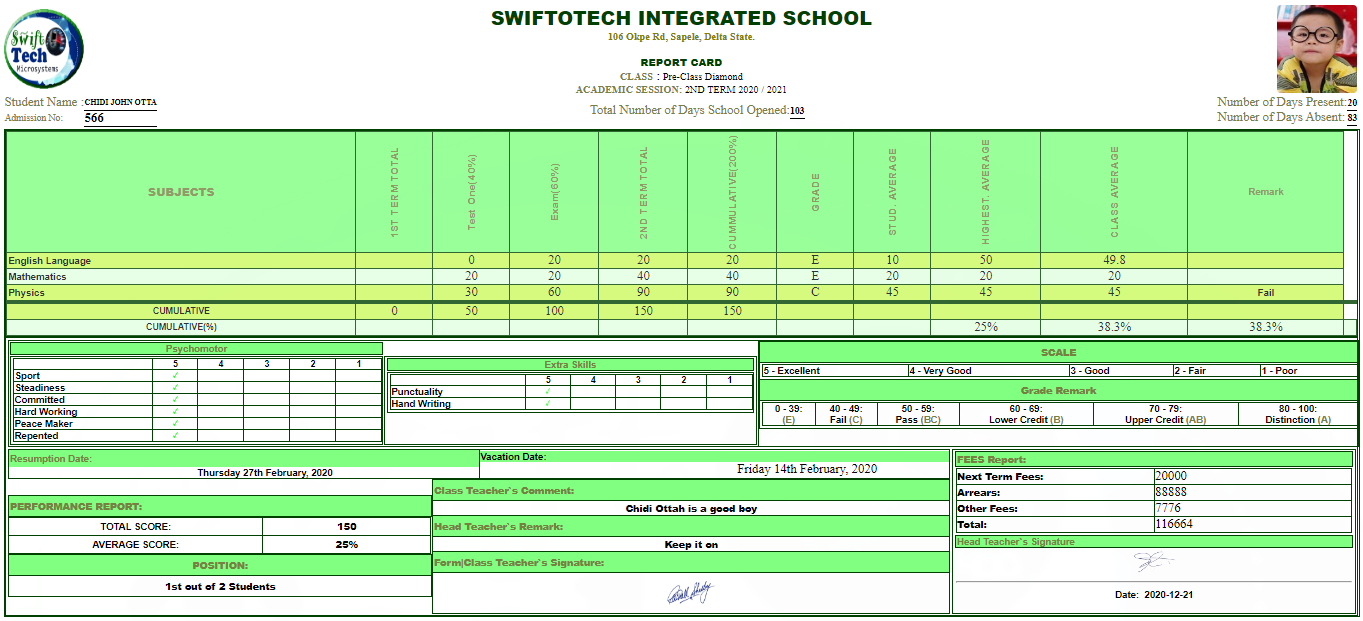 Swift
Tech
Microsystems
SWIFTOTECH INTEGRATED SCHOOL
106 Okpe Rd, Sapele, Delta State.
REPORT CARD
CLASS : Pre-Class Diamond
ACADEMIC SESSION: 2ND TERM 2020 / 2021
Student Name :CHIDI JOHN OTTA
Admission No: 566
Total Number of Days School Opened:103
Number of Days Present:20
Number of Days Absent: 83
SUBJECTS 1ST TERM TOTAL Test One(40%) Exam(60%) 2ND TERM TOTAL CUMMULATIVE(200%) GRADE STUD. AVERAGE HIGHEST. AVERAGE CLASS AVERAGE Remark
English Language 0 20 20 20 E 10 50 49.8
Mathematics 20 20 40 40 E 20 20 20
Physics 30 60 90 90 C 45 45 45 Fail
CUMULATIVE 0 50 100 150 150
CUMULATIVE(%) 25% 38.3% 38.3%
Psychomotor
5 4 3 2 1
Sport ✓
Steadiness ✓
Committed ✓
Hard Working ✓
Peace Maker ✓
Repented ✓
Extra Skills
5 4 3 2 1
Punctuality ✓
Hand Writing ✓
SCALE
5 - Excellent 4 - Very Good 3 - Good 2 - Fair 1 - Poor
Grade Remark
0 - 39: 40 - 49: 50 - 59: 60 - 69: 70 - 79: 80 - 100:
(E) Fail (C) Pass (BC) Lower Credit (B) Upper Credit (AB) Distinction (A)
Resumption Date:
Thursday 27th February, 2020
Vacation Date:
Friday 14th February, 2020
PERFORMANCE REPORT:
TOTAL SCORE: 150
AVERAGE SCORE: 25%
POSITION:
1st out of 2 Students
Class Teacher`s Comment:
Chidi Ottah is a good boy
Head Teacher`s Remark:
Keep it on
Form|Class Teacher`s Signature:
FEES Report:
Next Term Fees: 20000
Arrears: 88888
Other Fees: 7776
Total: 116664
Head Teacher`s Signature
Date: 2020-12-21